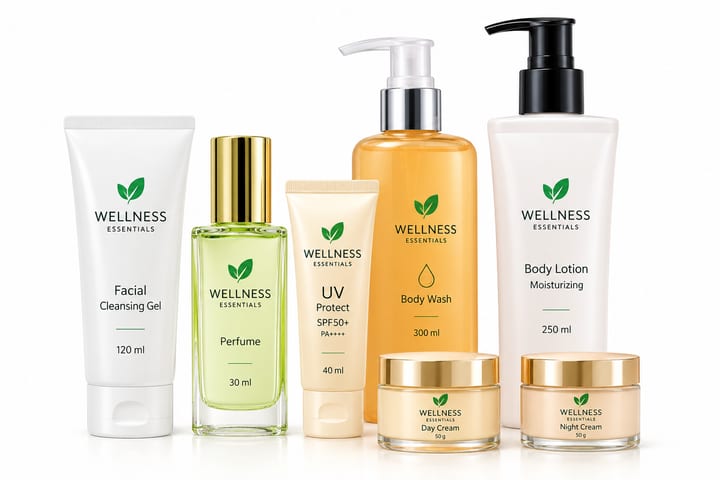 WELLNESS
ESSENTIALS
Facial
Cleansing Gel
120 ml
WELLNESS
ESSENTIALS
Perfume
30 ml
WELLNESS
ESSENTIALS
UV
Protect
SPF50+
PA++++
40 ml
WELLNESS
ESSENTIALS
Body Wash
300 ml
WELLNESS
ESSENTIALS
Body Lotion
Moisturizing
250 ml
WELLNESS
ESSENTIALS
Day Cream
50 g
WELLNESS
ESSENTIALS
Night Cream
50 g